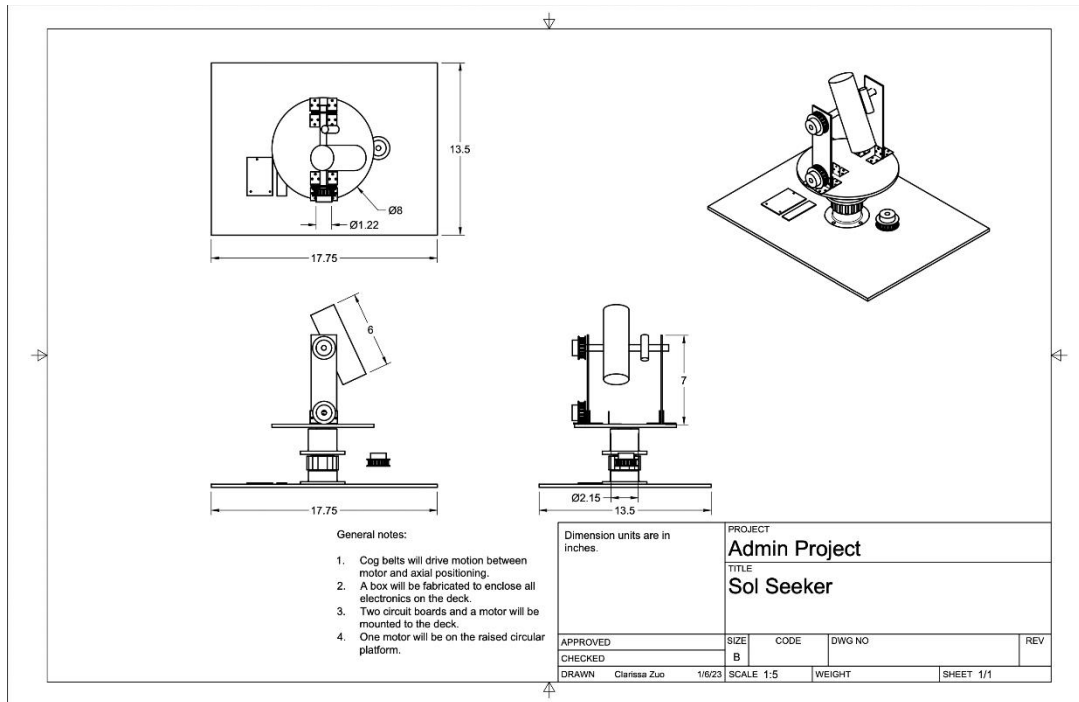 13.5
Ø8
Ø1.22
17.75
6
7
17.75
Ø2.15
13.5
General notes:
1. Cog belts will drive motion between
motor and axial positioning.
2. A box will be fabricated to enclose all
electronics on the deck.
3. Two circuit boards and a motor will be
mounted to the deck.
4. One motor will be on the raised circular
platform.
Dimension units are in
inches.
PROJECT
Admin Project
TITLE
Sol Seeker
APPROVED
CHECKED
DRAWN Clarissa Zuo 1/6/23
SIZE CODE DWG NO REV
B
SCALE 1:5 WEIGHT SHEET 1/1